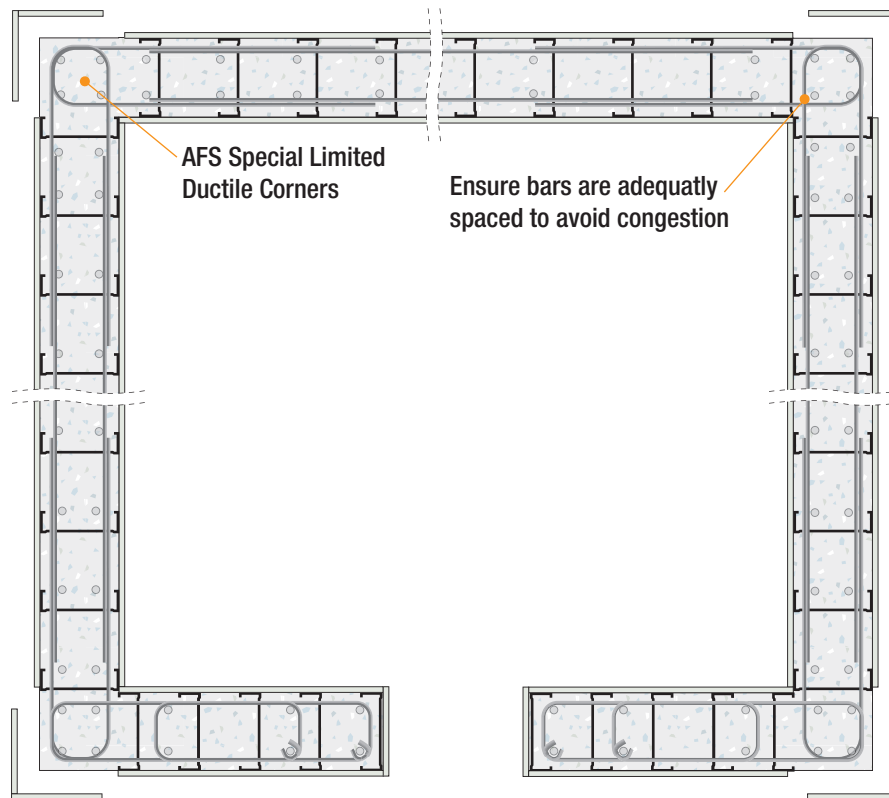 AFS Special Limited
Ductile Corners
Ensure bars are adequatly
spaced to avoid congestion